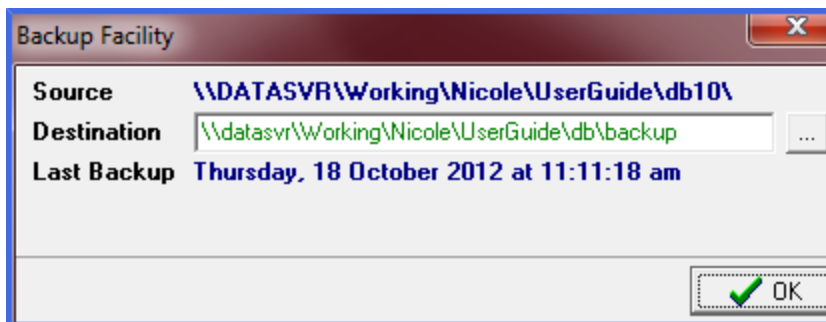 Backup Facility
Source \\DATASVR\Working\Nicole\UserGuide\db10\
Destination \\datasvr\Working\Nicole\UserGuide\db\backup ...
Last Backup Thursday, 18 October 2012 at 11:11:18 am
OK